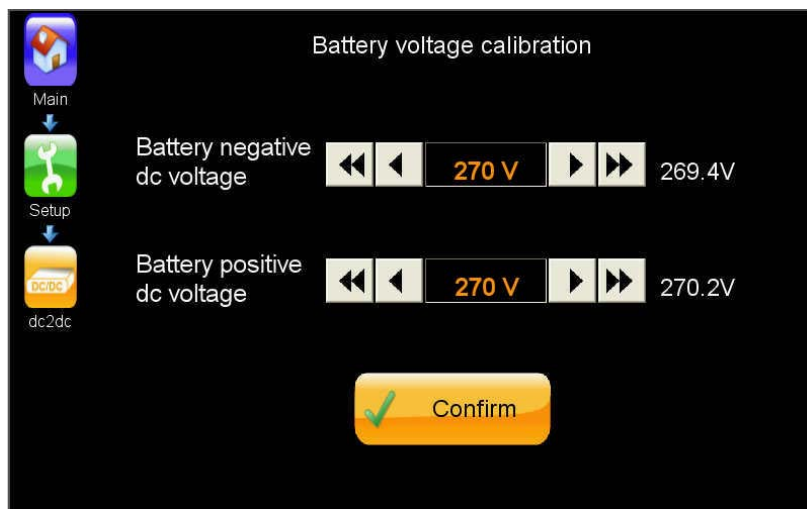 Battery voltage calibration
Main
Battery negative
dc voltage
270 V
269.4V
Setup
Battery positive
dc voltage
270 V
270.2V
DC/DC
dc2dc
Confirm